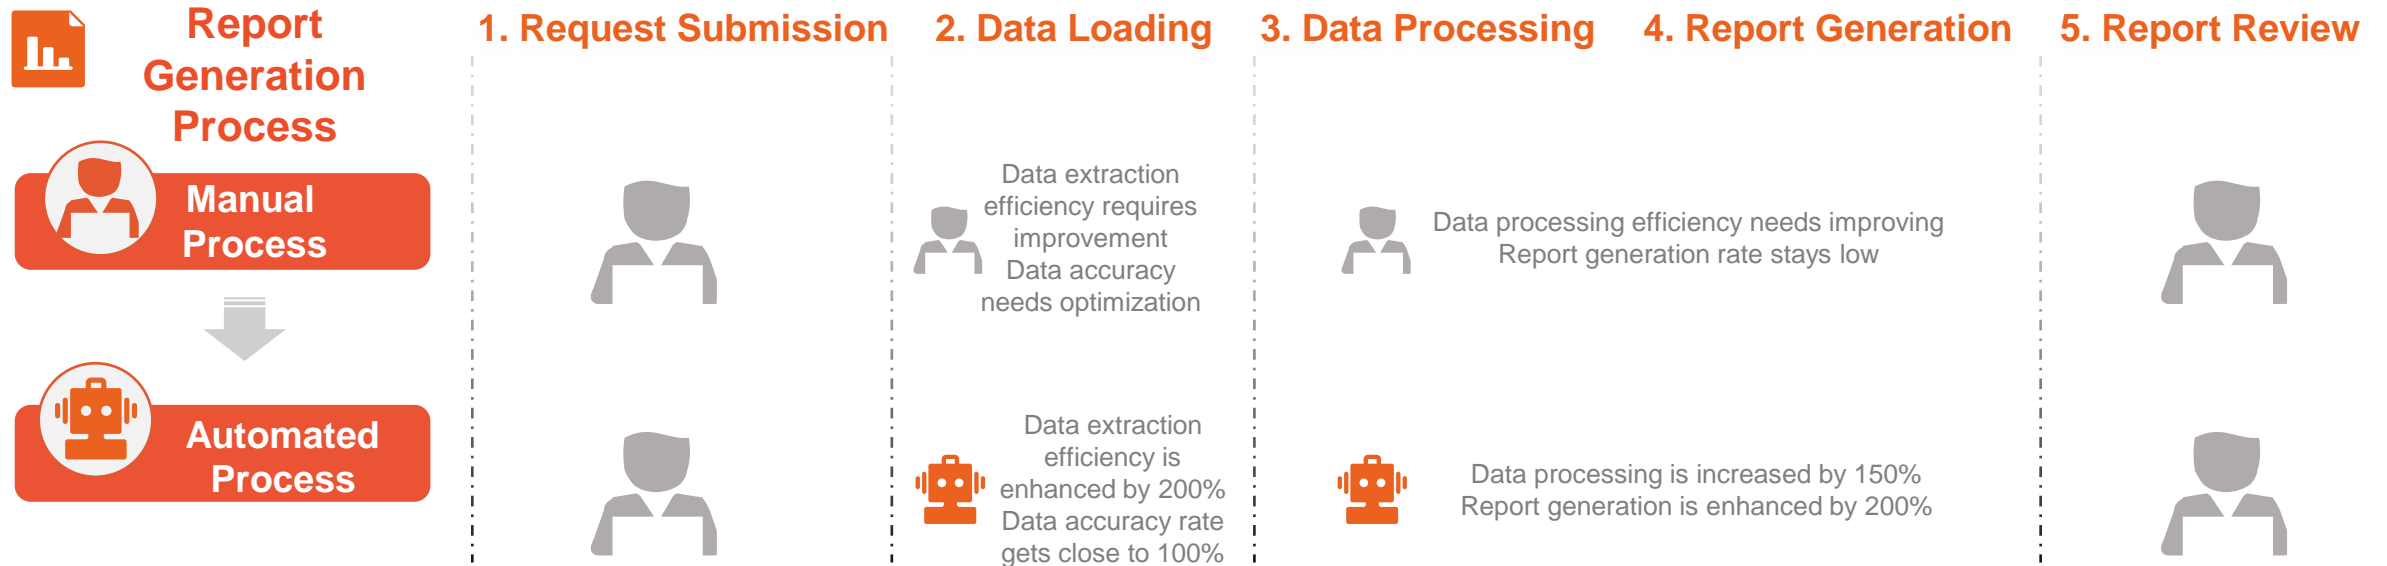 Report
Generation
Process
1. Request Submission
2. Data Loading
3. Data Processing
4. Report Generation
5. Report Review
Manual
Process
Data extraction
efficiency requires
improvement
Data accuracy
needs optimization
Data processing efficiency needs improving
Report generation rate stays low
Automated
Process
Data extraction
efficiency is
enhanced by 200%
Data accuracy rate
gets close to 100%
Data processing is increased by 150%
Report generation is enhanced by 200%